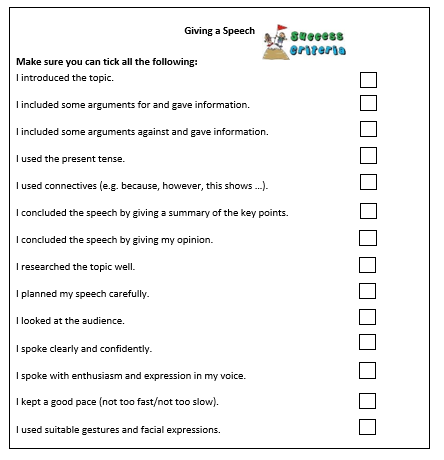 Giving a Speech
Success
Criteria
Make sure you can tick all the following:
I introduced the topic.
I included some arguments for and gave information.
I included some arguments against and gave information.
I used the present tense.
I used connectives (e.g. because, however, this shows ...).
I concluded the speech by giving a summary of the key points.
I concluded the speech by giving my opinion.
I researched the topic well.
I planned my speech carefully.
I looked at the audience.
I spoke clearly and confidently.
I spoke with enthusiasm and expression in my voice.
I kept a good pace (not too fast/not too slow).
I used suitable gestures and facial expressions.